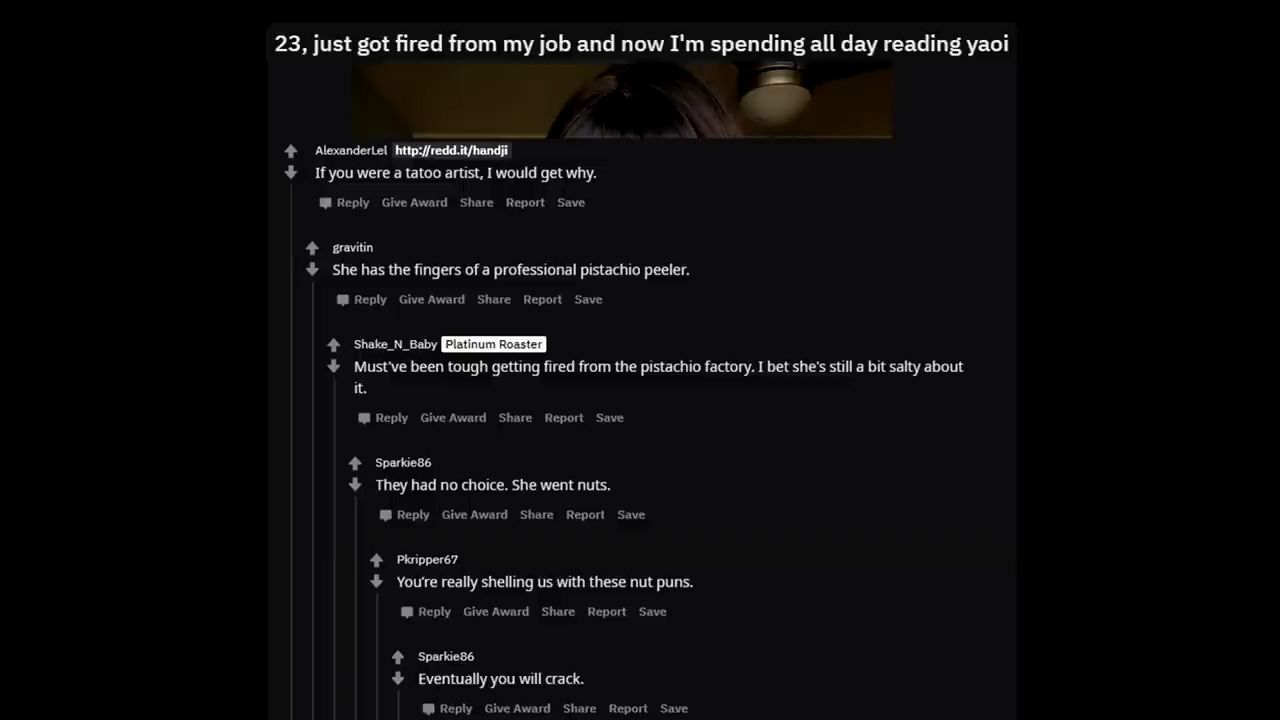 23, just got fired from my job and now I'm spending all day reading yaoi
AlexanderLel http://redd.it/handji
If you were a tatoo artist, I would get why.
Reply Give Award Share Report Save
gravitin
She has the fingers of a professional pistachio peeler.
Reply Give Award Share Report Save
Shake_N_Baby Platinum Roaster
Must've been tough getting fired from the pistachio factory. I bet she's still a bit salty about
it.
Reply Give Award Share Report Save
Sparkie86
They had no choice. She went nuts.
Reply Give Award Share Report Save
Pkripper67
You're really shelling us with these nut puns.
Reply Give Award Share Report Save
Sparkie86
Eventually you will crack.
Reply Give Award Share Report Save